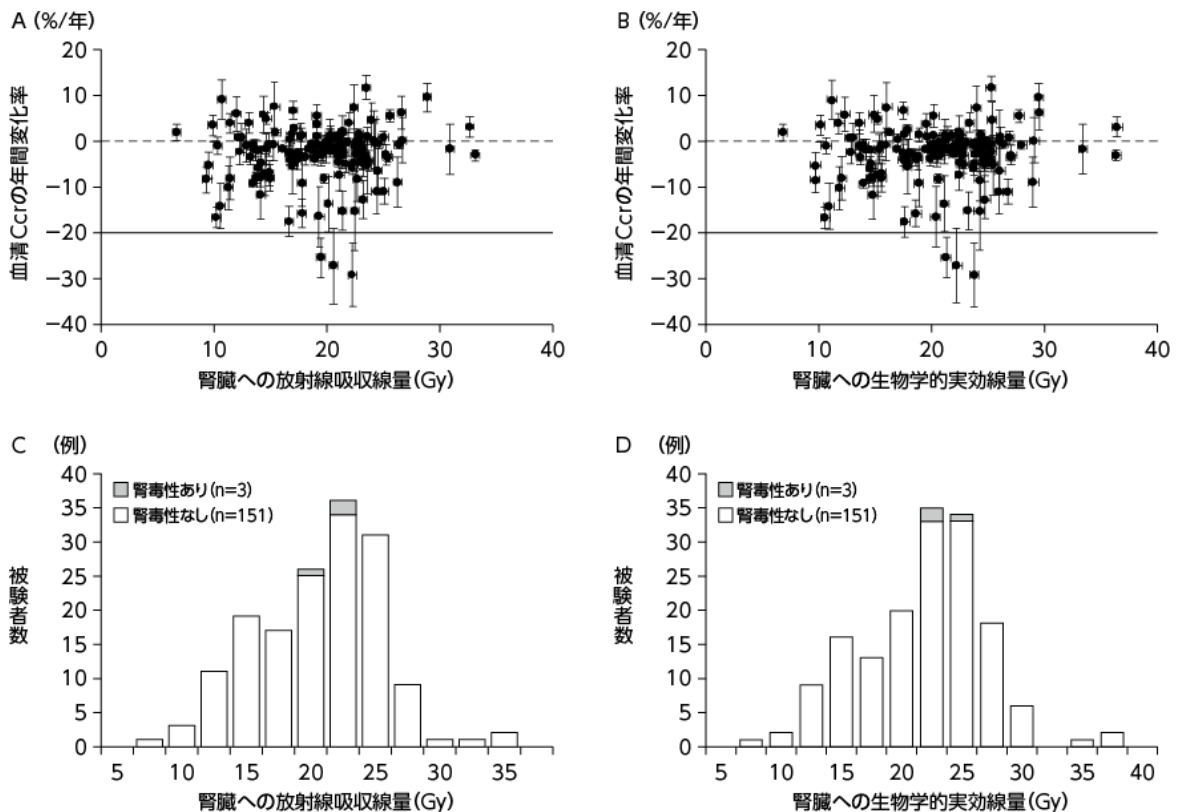 A (%/年)
血清Ccrの年間変化率
20
10
0
−10
−20
−30
−40
0 10 20 30 40
腎臓への放射線吸収線量(Gy)
B (%/年)
血清Ccrの年間変化率
20
10
0
−10
−20
−30
−40
0 10 20 30 40
腎臓への生物学的実効線量(Gy)
C (例)
腎毒性あり(n=3)
腎毒性なし(n=151)
被験者数
40
35
30
25
20
15
10
5
0
5 10 15 20 25 30 35
腎臓への放射線吸収線量(Gy)
D (例)
腎毒性あり(n=3)
腎毒性なし(n=151)
被験者数
40
35
30
25
20
15
10
5
0
5 10 15 20 25 30 35 40
腎臓への生物学的実効線量(Gy)